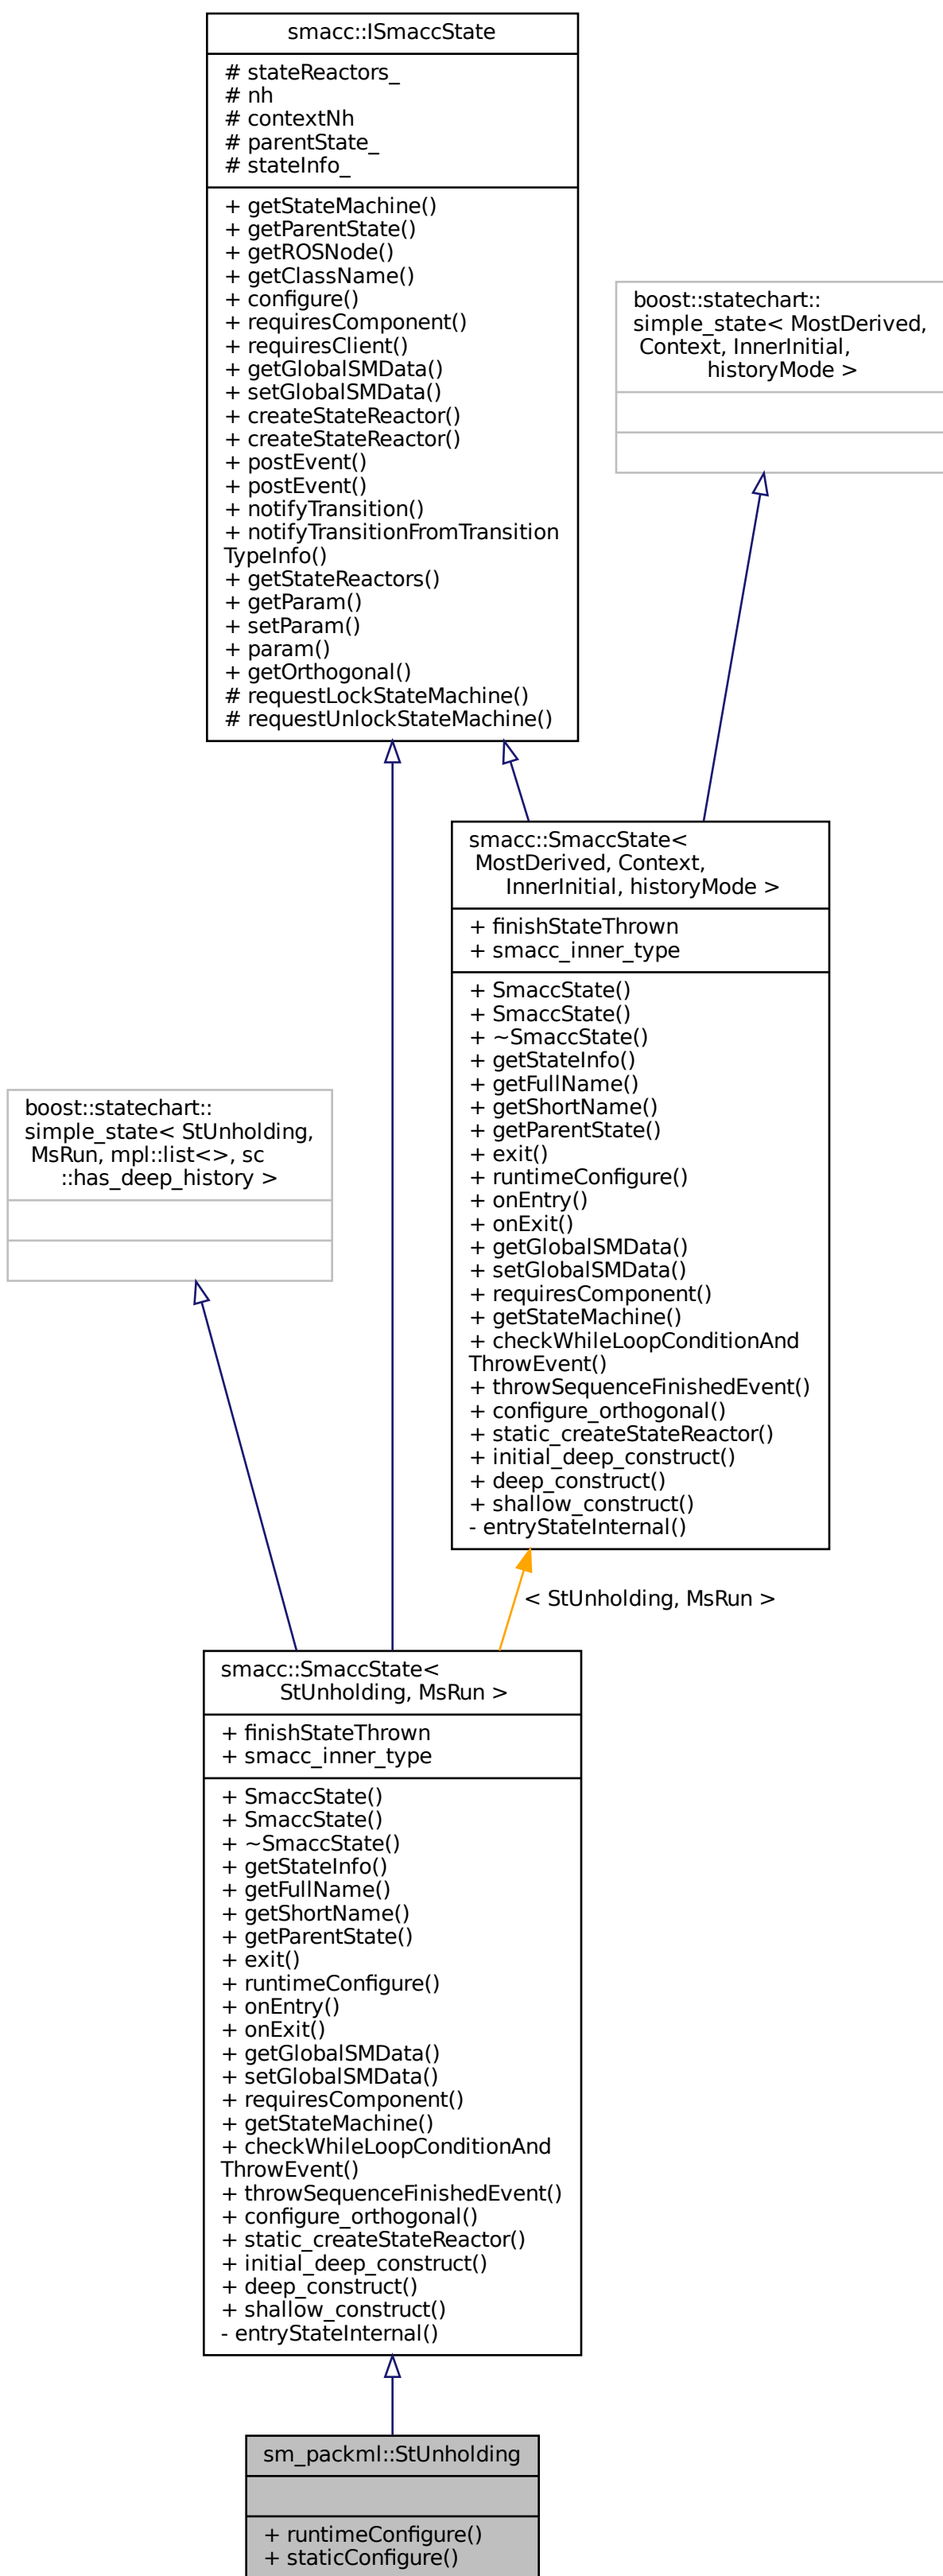 smacc::ISmaccState
# stateReactors_
# nh
# contextNh
# parentState_
# stateInfo_
+ getStateMachine()
+ getParentState()
+ getROSNode()
+ getClassName()
+ configure()
+ requiresComponent()
+ requiresClient()
+ getGlobalSMData()
+ setGlobalSMData()
+ createStateReactor()
+ createStateReactor()
+ postEvent()
+ postEvent()
+ notifyTransition()
+ notifyTransitionFromTransition
TypeInfo()
+ getStateReactors()
+ getParam()
+ setParam()
+ param()
+ getOrthogonal()
# requestLockStateMachine()
# requestUnlockStateMachine()
boost::statechart::
simple_state< MostDerived,
Context, InnerInitial,
historyMode >
smacc::SmaccState<
MostDerived, Context,
InnerInitial, historyMode >
+ finishStateThrown
+ smacc_inner_type
+ SmaccState()
+ SmaccState()
+ ~SmaccState()
+ getStateInfo()
+ getFullName()
+ getShortName()
+ getParentState()
+ exit()
+ runtimeConfigure()
+ onEntry()
+ onExit()
+ getGlobalSMData()
+ setGlobalSMData()
+ requiresComponent()
+ getStateMachine()
+ checkWhileLoopConditionAnd
ThrowEvent()
+ throwSequenceFinishedEvent()
+ configure_orthogonal()
+ static_createStateReactor()
+ initial_deep_construct()
+ deep_construct()
+ shallow_construct()
- entryStateInternal()
boost::statechart::
simple_state< StUnholding,
MsRun, mpl::list<>, sc
::has_deep_history >
< StUnholding, MsRun >
smacc::SmaccState<
StUnholding, MsRun >
+ finishStateThrown
+ smacc_inner_type
+ SmaccState()
+ SmaccState()
+ ~SmaccState()
+ getStateInfo()
+ getFullName()
+ getShortName()
+ getParentState()
+ exit()
+ runtimeConfigure()
+ onEntry()
+ onExit()
+ getGlobalSMData()
+ setGlobalSMData()
+ requiresComponent()
+ getStateMachine()
+ checkWhileLoopConditionAnd
ThrowEvent()
+ throwSequenceFinishedEvent()
+ configure_orthogonal()
+ static_createStateReactor()
+ initial_deep_construct()
+ deep_construct()
+ shallow_construct()
- entryStateInternal()
sm_packml::StUnholding
+ runtimeConfigure()
+ staticConfigure()